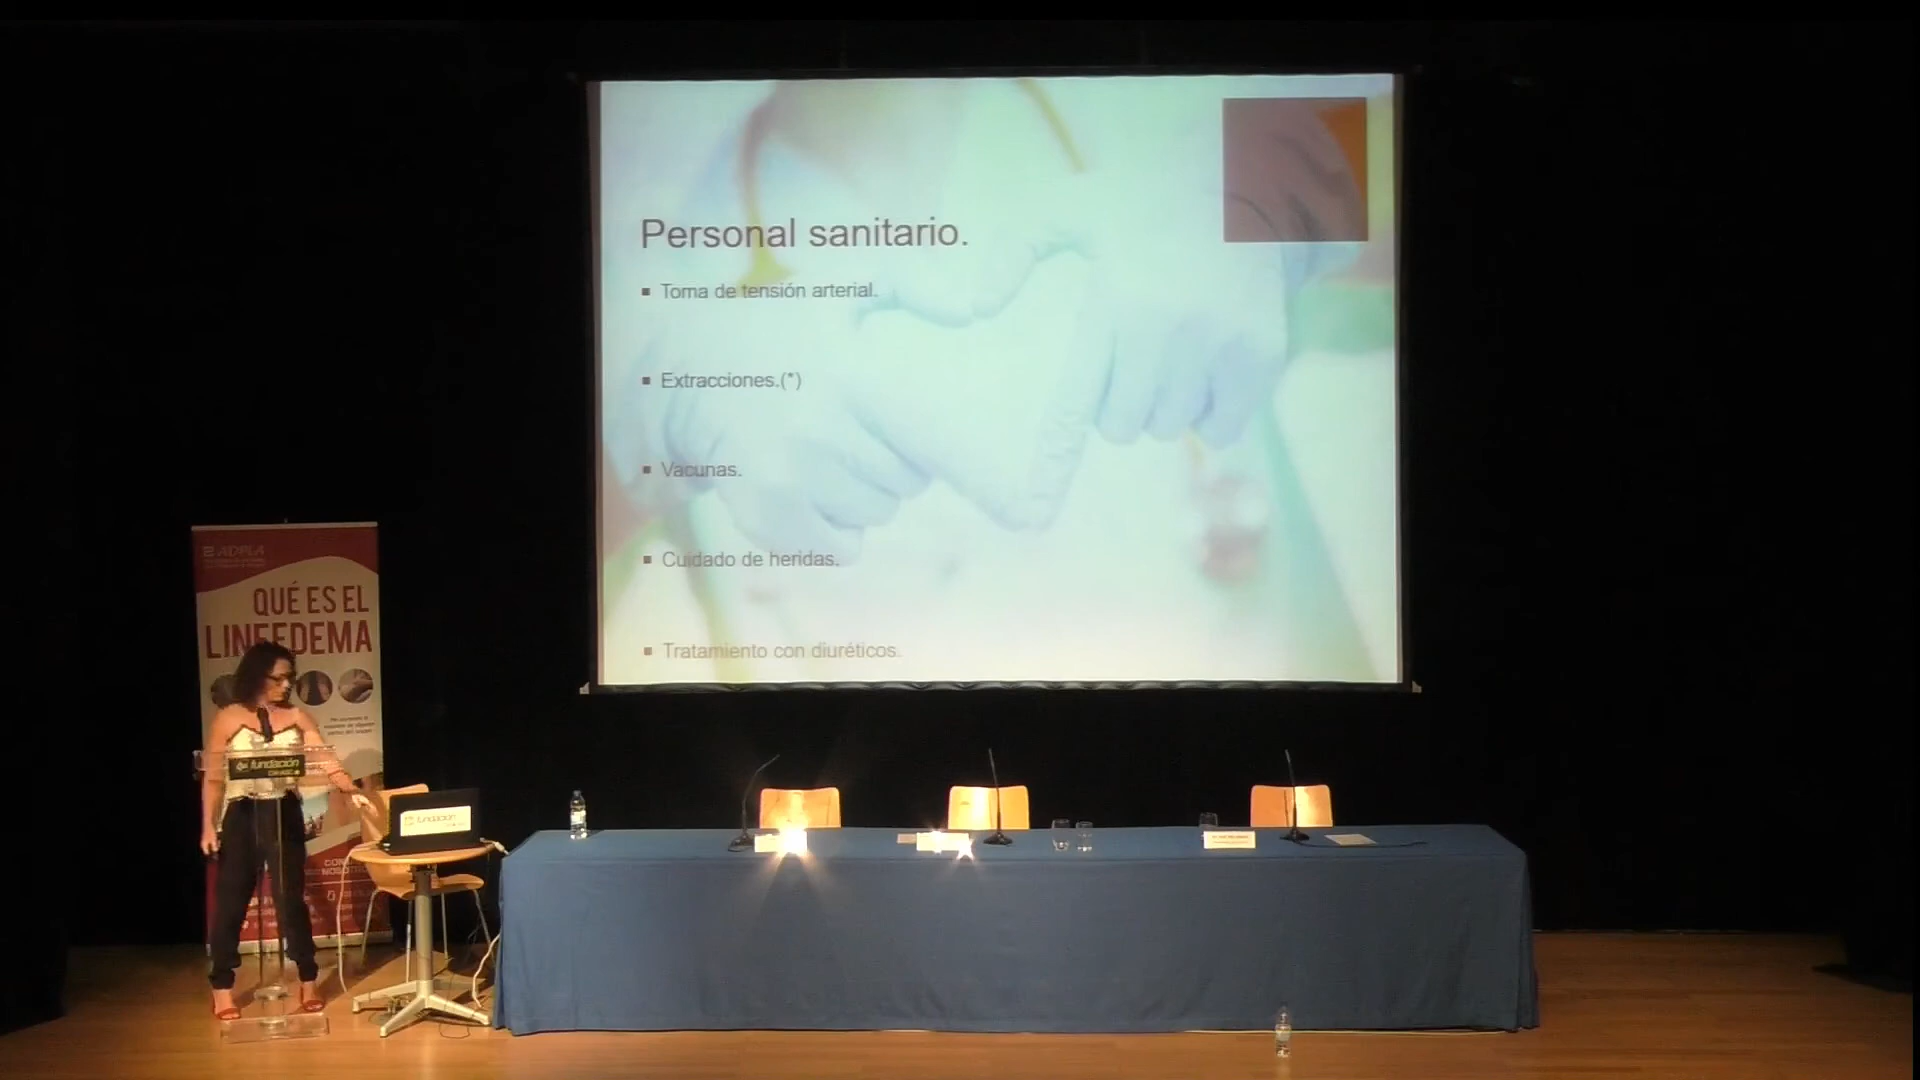 Personal sanitario.
▪ Toma de tensión arterial.
▪ Extracciones.(*)
▪ Vacunas.
▪ Cuidado de heridas.
▪ Tratamiento con diuréticos.
ADPLA
QUÉ ES EL
LINFEDEMA
fundación
fundación